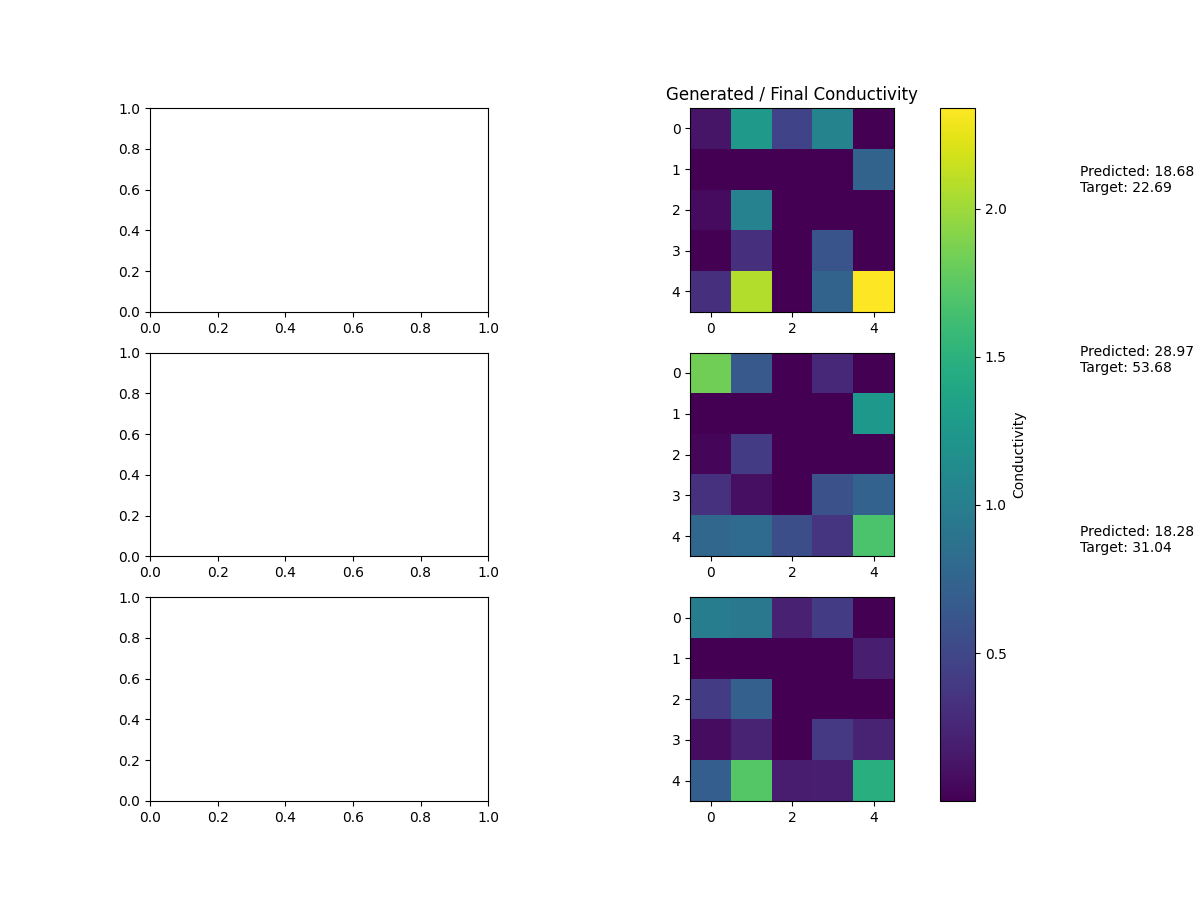 Generated / Final Conductivity
1.0
0.8
0.6
0.4
0.2
0.0
0.0 0.2 0.4 0.6 0.8 1.0
0
1
2
3
4
0 2 4
Predicted: 18.68
Target: 22.69
1.0
0.8
0.6
0.4
0.2
0.0
0.0 0.2 0.4 0.6 0.8 1.0
0
1
2
3
4
0 2 4
Predicted: 28.97
Target: 53.68
1.0
0.8
0.6
0.4
0.2
0.0
0.0 0.2 0.4 0.6 0.8 1.0
0
1
2
3
4
0 2 4
Predicted: 18.28
Target: 31.04
2.0
1.5
1.0
0.5
Conductivity